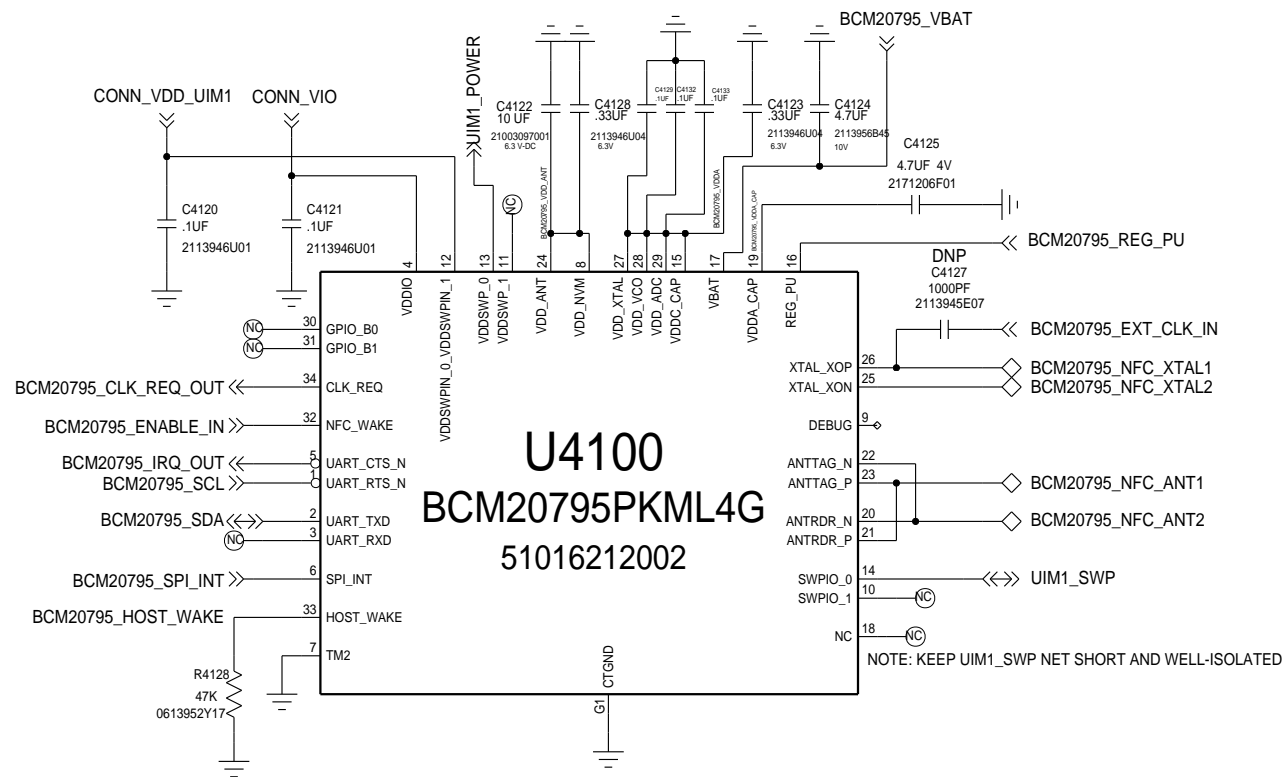 BCM20795_VBAT
UIM1_POWER
CONN_VDD_UIM1
CONN_VIO
C4122
10 UF
21003097001
6.3 V-DC
C4128
.33UF
2113946U04
6.3V
C4129
.1UF
C4132
.1UF
C4133
.1UF
C4123
.33UF
2113946U04
6.3V
C4124
4.7UF
2113956B45
10V
C4125
4.7UF 4V
2171206F01
C4120
.1UF
2113946U01
C4121
.1UF
2113946U01
NC
BCM20795_VDD_ANT
BCM20795_VDDA
BCM20795_VDDA_CAP
BCM20795_REG_PU
DNP
C4127
1000PF
2113945E07
BCM20795_EXT_CLK_IN
4
12
13
11
24
8
27
28
29
15
17
19
16
VDDIO
VDDSWPIN_0_VDDSWPIN_1
VDDSWP_0
VDDSWP_1
VDD_ANT
VDD_NVM
VDD_XTAL
VDD_VCO
VDD_ADC
VDDC_CAP
VBAT
VDDA_CAP
REG_PU
NC 30 GPIO_B0
NC 31 GPIO_B1
BCM20795_CLK_REQ_OUT 34 CLK_REQ
BCM20795_ENABLE_IN 32 NFC_WAKE
BCM20795_IRQ_OUT 5 UART_CTS_N
BCM20795_SCL 1 UART_RTS_N
BCM20795_SDA 2 UART_TXD
NC 3 UART_RXD
BCM20795_SPI_INT 6 SPI_INT
BCM20795_HOST_WAKE 33 HOST_WAKE
7 TM2
R4128
47K
0613952Y17
U4100
BCM20795PKML4G
51016212002
XTAL_XOP 26 BCM20795_NFC_XTAL1
XTAL_XON 25 BCM20795_NFC_XTAL2
DEBUG 9
ANTTAG_N 22
ANTTAG_P 23 BCM20795_NFC_ANT1
ANTRDR_N 20 BCM20795_NFC_ANT2
ANTRDR_P 21
SWPIO_0 14 UIM1_SWP
SWPIO_1 10 NC
NC 18 NC
NOTE: KEEP UIM1_SWP NET SHORT AND WELL-ISOLATED
CTGND
G1